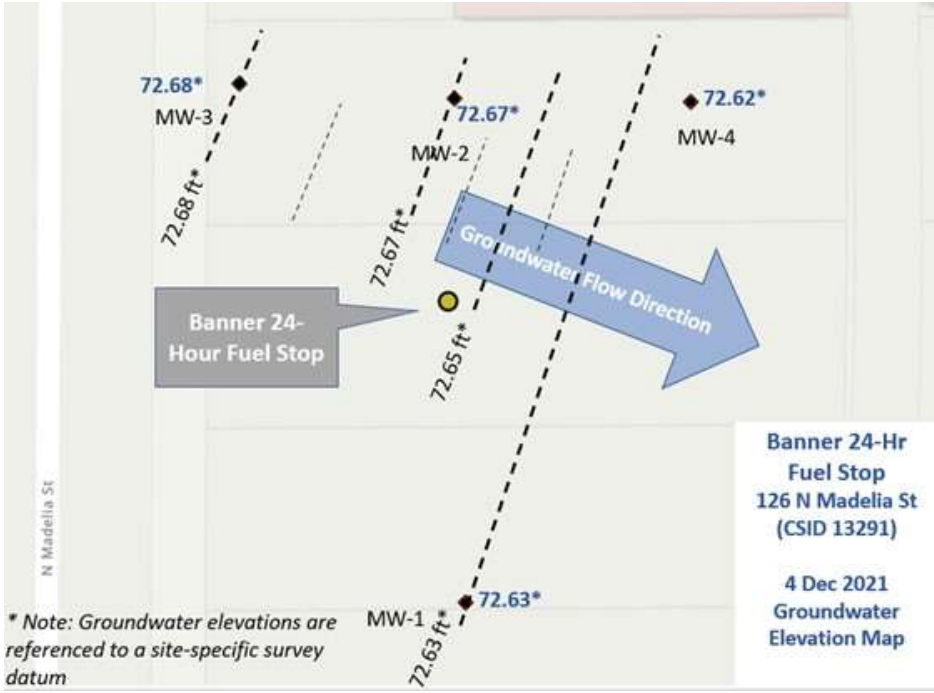 72.68*
MW-3
72.68 ft*
72.67*
MW-2
72.67 ft*
72.62*
MW-4
Groundwater Flow Direction
Banner 24-
Hour Fuel Stop
72.65 ft*
N Madelia St
MW-1
72.63*
72.63 ft*
* Note: Groundwater elevations are
referenced to a site-specific survey
datum
Banner 24-Hr
Fuel Stop
126 N Madelia St
(CSID 13291)
4 Dec 2021
Groundwater
Elevation Map